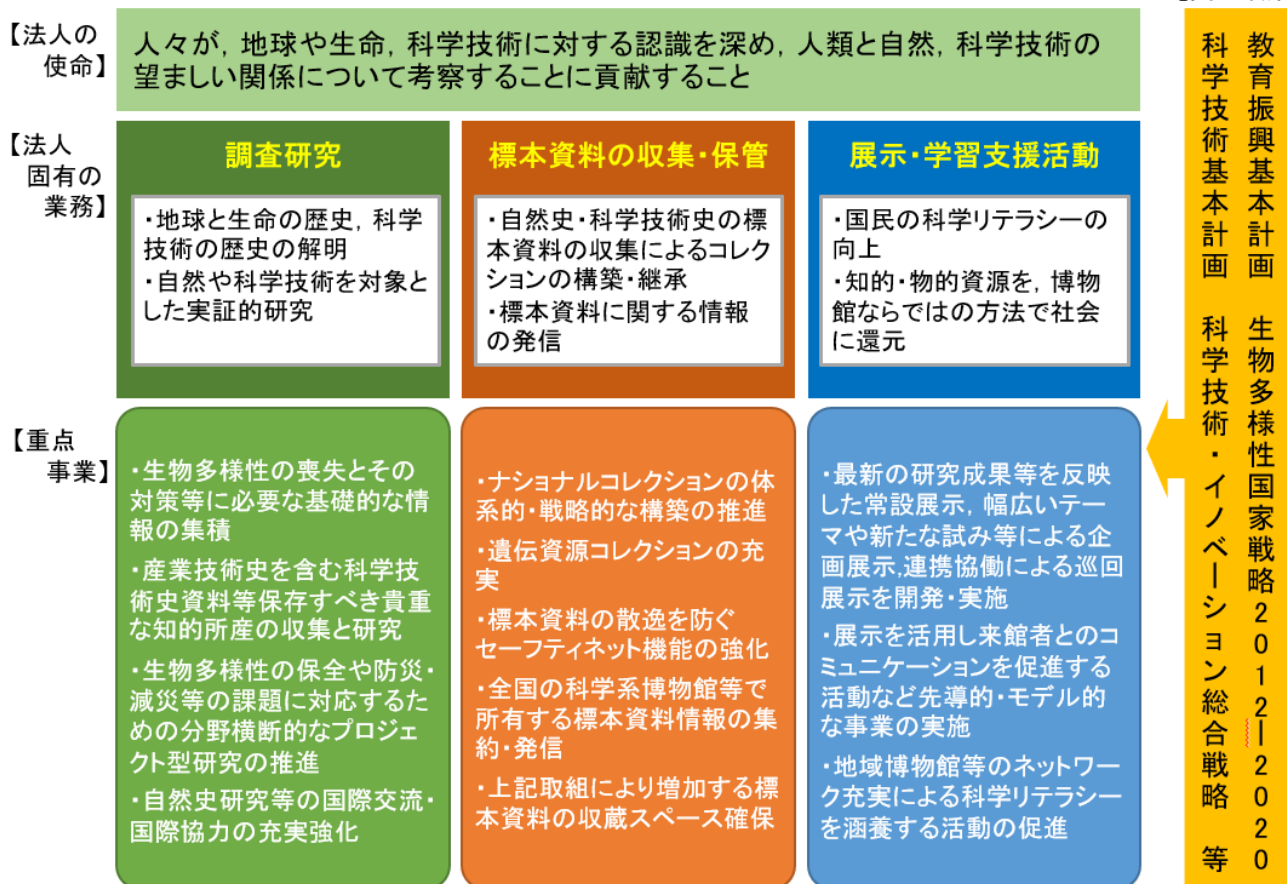 【法人の
使命】
人々が，地球や生命，科学技術に対する認識を深め，人類と自然，科学技術の
望ましい関係について考察することに貢献すること
【法人
固有の
業務】
調査研究
・地球と生命の歴史，科学
技術の歴史の解明
・自然や科学技術を対象と
した実証的研究
標本資料の収集・保管
・自然史・科学技術史の標
本資料の収集によるコレク
ションの構築・継承
・標本資料に関する情報
の発信
展示・学習支援活動
・国民の科学リテラシーの
向上
・知的・物的資源を，博物
館ならではの方法で社会
に還元
【重点
事業】
・生物多様性の喪失とその
対策等に必要な基礎的な情
報の集積
・産業技術史を含む科学技
術史資料等保存すべき貴重
な知的所産の収集と研究
・生物多様性の保全や防災・
減災等の課題に対応するた
めの分野横断的なプロジェ
クト型研究の推進
・自然史研究等の国際交流・
国際協力の充実強化
・ナショナルコレクションの体
系的・戦略的な構築の推進
・遺伝資源コレクションの充
実
・標本資料の散逸を防ぐ
セーフティネット機能の強化
・全国の科学系博物館等で
所有する標本資料情報の集
約・発信
・上記取組により増加する標
本資料の収蔵スペース確保
・最新の研究成果等を反映
した常設展示，幅広いテー
マや新たな試み等による企
画展示,連携協働による巡回
展示を開発・実施
・展示を活用し来館者とのコ
ミュニケーションを促進する
活動など先導的・モデル的
な事業の実施
・地域博物館等のネットワー
ク充実による科学リテラシー
を涵養する活動の促進
教育振興基本計画　生物多様性国家戦略２０１２―２０２０
科学技術基本計画　科学技術・イノベーション総合戦略　等